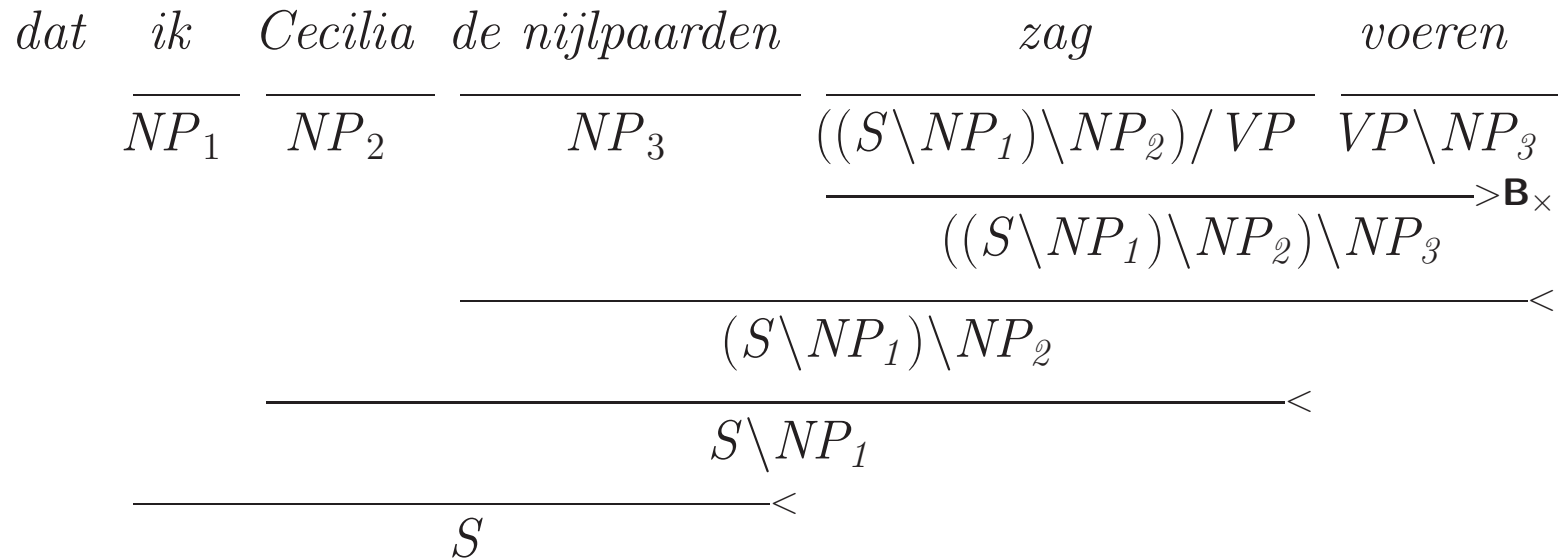 dat ik Cecilia de nijlpaarden zag voeren
NP₁ NP₂ NP₃ ((S\NP₁)\NP₂)/VP VP\NP₃
>B×
((S\NP₁)\NP₂)\NP₃
<
(S\NP₁)\NP₂
<
S\NP₁
<
S